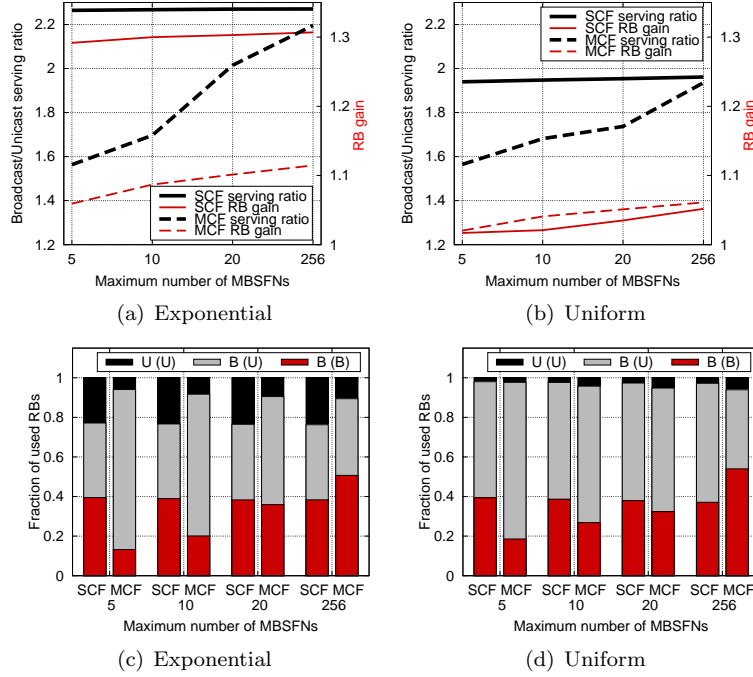 2.2
2
1.8
1.6
1.4
1.2
Broadcast/Unicast serving ratio
SCF serving ratio
SCF RB gain
MCF serving ratio
MCF RB gain
1.3
1.2
1.1
1
RB gain
5 10 20 256
Maximum number of MBSFNs
(a) Exponential
2.2
2
1.8
1.6
1.4
1.2
Broadcast/Unicast serving ratio
SCF serving ratio
SCF RB gain
MCF serving ratio
MCF RB gain
1.3
1.2
1.1
1
RB gain
5 10 20 256
Maximum number of MBSFNs
(b) Uniform
U (U) B (U) B (B)
1
0.8
0.6
0.4
0.2
0
Fraction of used RBs
SCF MCF SCF MCF SCF MCF SCF MCF
5 10 20 256
Maximum number of MBSFNs
(c) Exponential
U (U) B (U) B (B)
1
0.8
0.6
0.4
0.2
0
Fraction of used RBs
SCF MCF SCF MCF SCF MCF SCF MCF
5 10 20 256
Maximum number of MBSFNs
(d) Uniform